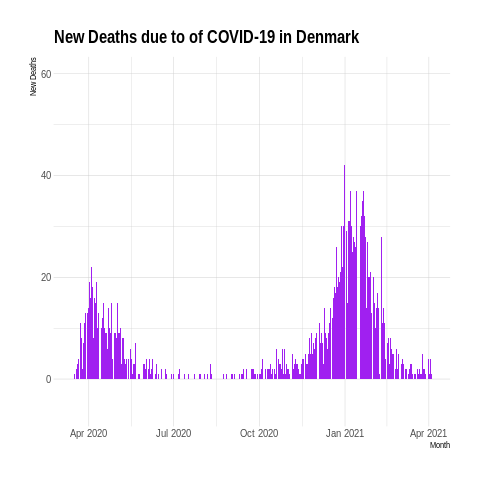 New Deaths due to of COVID-19 in Denmark
New Deaths
60
40
20
0
Apr 2020 Jul 2020 Oct 2020 Jan 2021 Apr 2021
Month